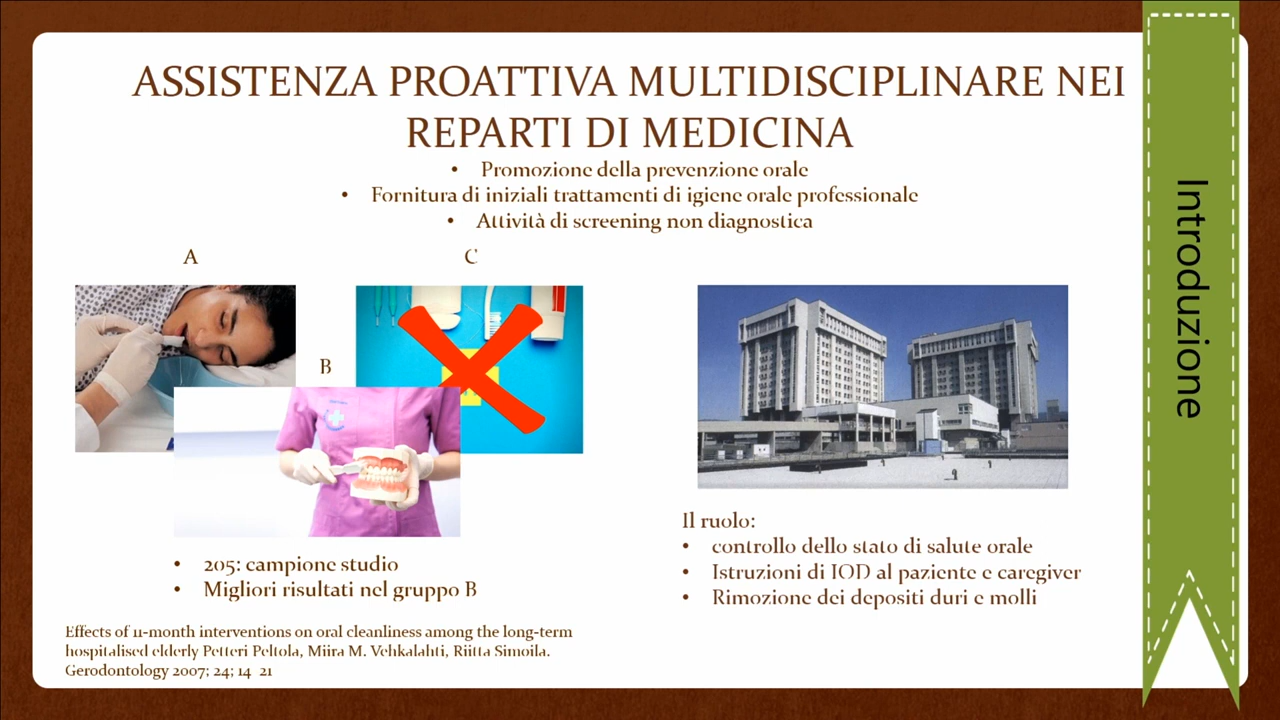 ASSISTENZA PROATTIVA MULTIDISCIPLINARE NEI
REPARTI DI MEDICINA
• Promozione della prevenzione orale
• Fornitura di iniziali trattamenti di igiene orale professionale
• Attività di screening non diagnostica
A
C
B
• 205: campione studio
• Migliori risultati nel gruppo B
Effects of 11-month interventions on oral cleanliness among the long-term
hospitalised elderly Petteri Peltola, Miira M. Vehkalahti, Riitta Simoila.
Gerodontology 2007; 24; 14 21
Il ruolo:
• controllo dello stato di salute orale
• Istruzioni di IOD al paziente e caregiver
• Rimozione dei depositi duri e molli
Introduzione